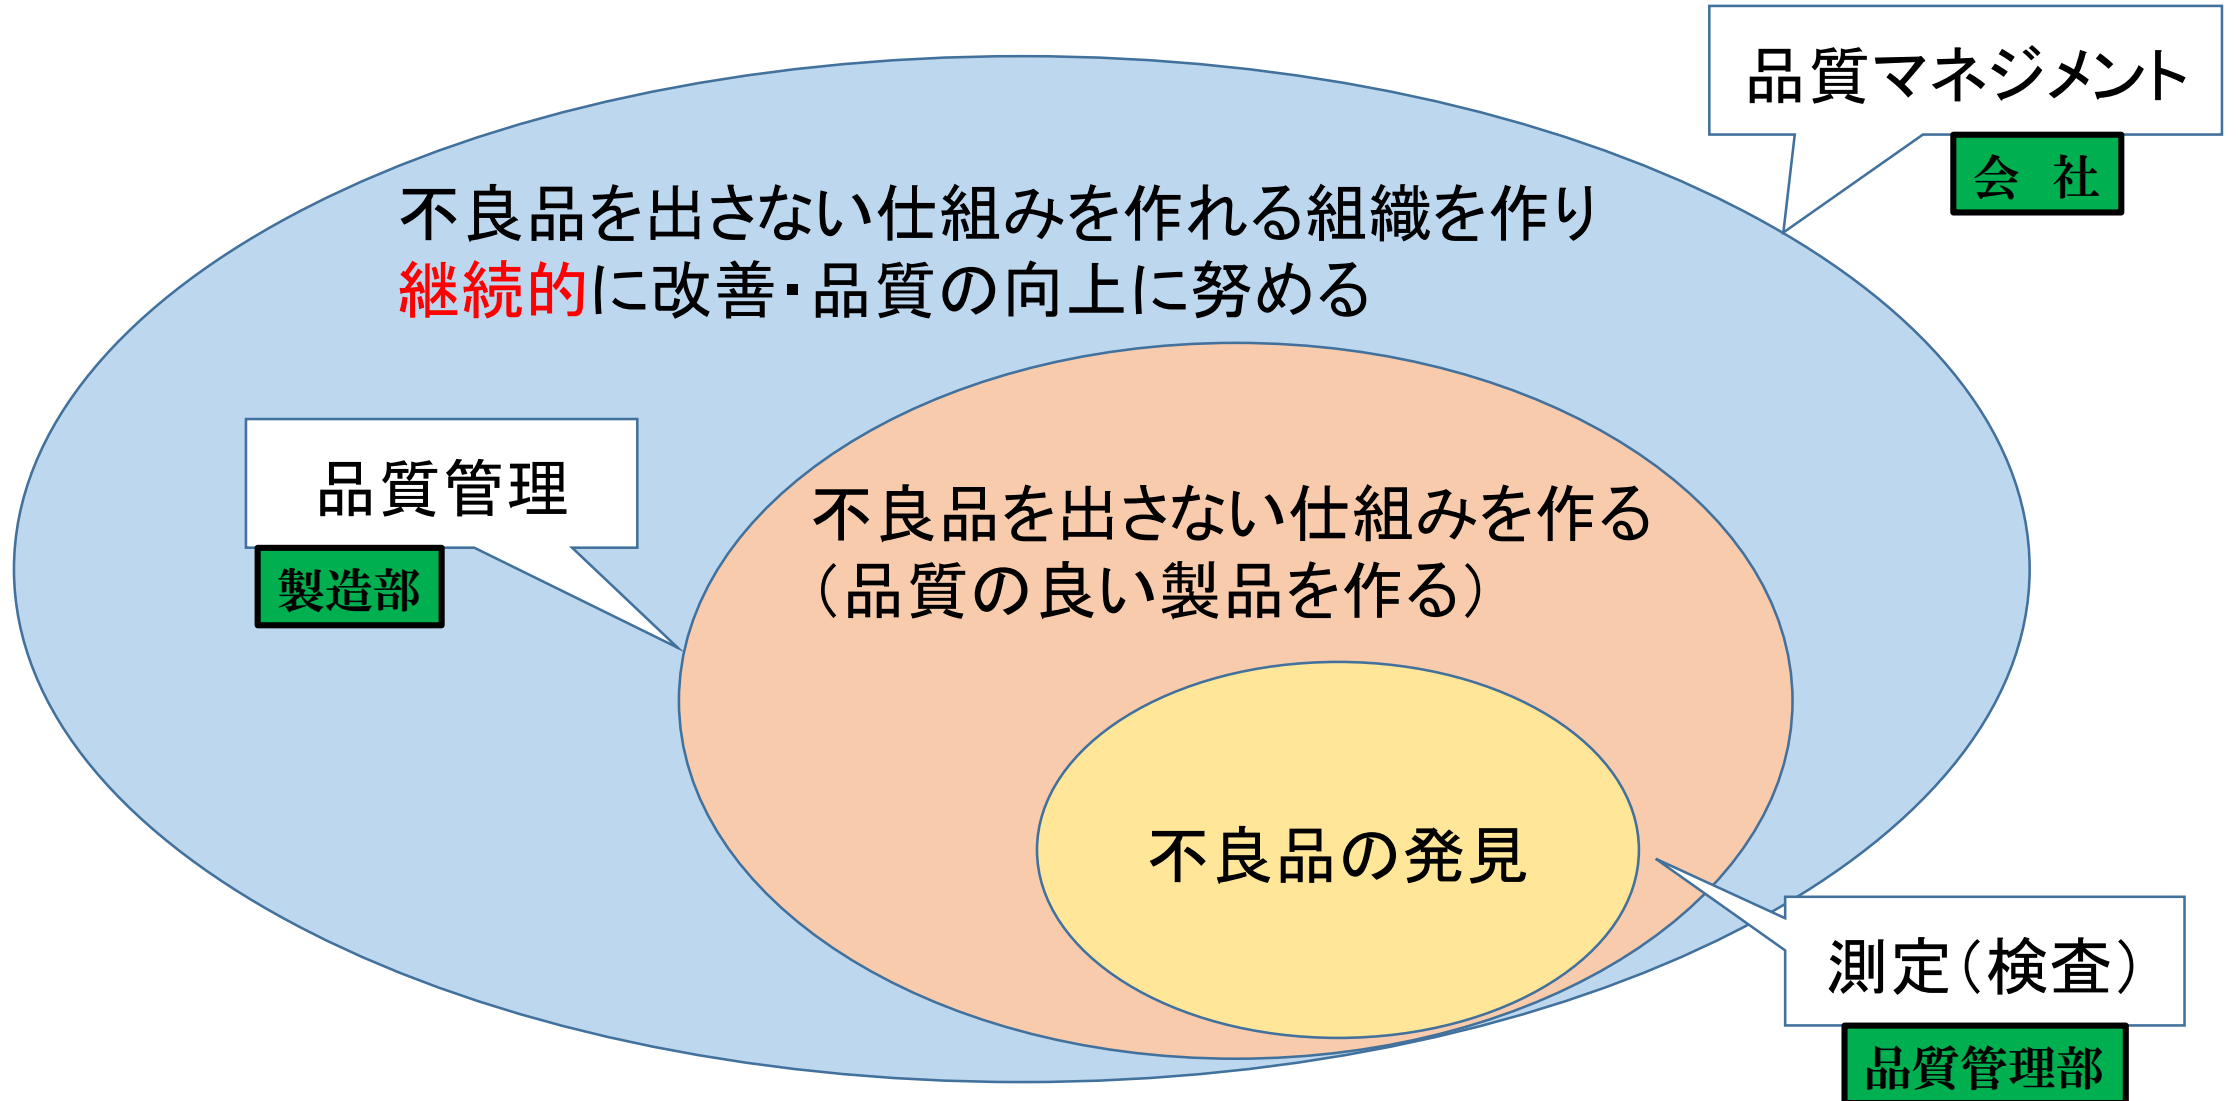 品質マネジメント
会 社
不良品を出さない仕組みを作れる組織を作り
継続的に改善・品質の向上に努める
品質管理
製造部
不良品を出さない仕組みを作る
（品質の良い製品を作る）
不良品の発見
測定（検査）
品質管理部